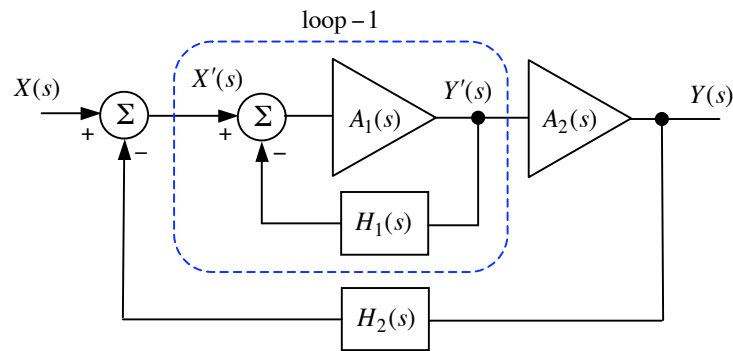 loop – 1
X(s)
Σ
+
−
X′(s)
Σ
+
−
A₁(s)
Y′(s)
A₂(s)
Y(s)
H₁(s)
H₂(s)